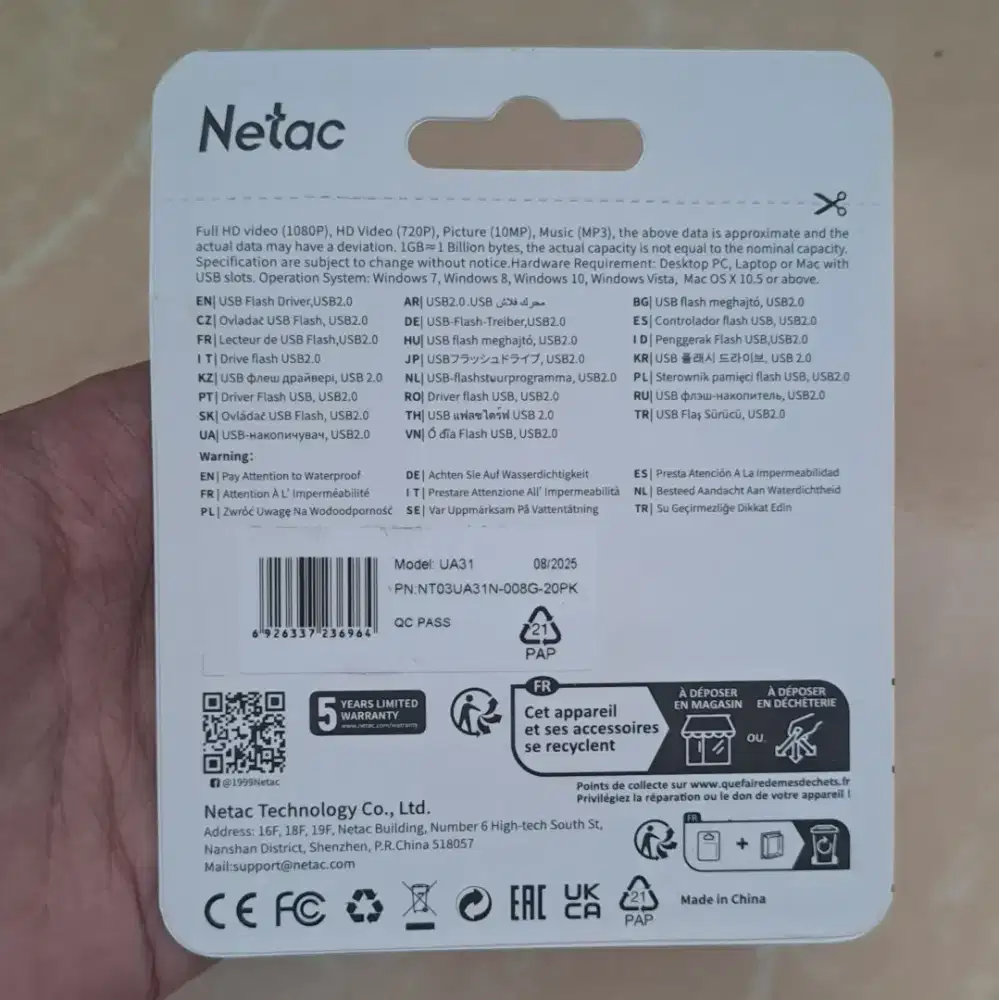 Netac
Full HD video (1080P), HD Video (720P), Picture (10MP), Music (MP3), the above data is approximate and the
actual data may have a deviation. 1GB≈1 Billion bytes, the actual capacity is not equal to the nominal capacity.
Specification are subject to change without notice.Hardware Requirement: Desktop PC, Laptop or Mac with
USB slots. Operation System: Windows 7, Windows 8, Windows 10, Windows Vista, Mac OS X 10.5 or above.
EN| USB Flash Driver,USB2.0
AR| USB2.0 .USB محرك فلاش
BG| USB flash meghajtó, USB2.0
CZ| Ovladač USB Flash, USB2.0
DE| USB-Flash-Treiber,USB2.0
ES| Controlador flash USB, USB2.0
FR| Lecteur de USB Flash,USB2.0
HU| USB flash meghajtó, USB2.0
ID| Penggerak Flash USB,USB2.0
IT| Drive flash USB2.0
JP| USBフラッシュドライブ, USB2.0
KR| USB 플래시 드라이브, USB 2.0
KZ| USB флеш драйвері, USB 2.0
NL| USB-flashstuurprogramma, USB2.0
PL| Sterownik pamięci flash USB, USB2.0
PT| Driver Flash USB, USB2.0
RO| Driver flash USB, USB2.0
RU| USB флэш-накопитель, USB2.0
SK| Ovládač USB Flash, USB2.0
TH| USB แฟลชไดร์ฟ USB 2.0
TR| USB Flaş Sürücü, USB2.0
UA| USB-накопичувач, USB2.0
VN| Ổ đĩa Flash USB, USB2.0
Warning:
EN| Pay Attention to Waterproof
DE| Achten Sie Auf Wasserdichtigkeit
ES| Presta Atención A La Impermeabilidad
FR| Attention À L' Imperméabilité
IT| Prestare Attenzione All' Impermeabilità
NL| Besteed Aandacht Aan Waterdichtheid
PL| Zwróć Uwagę Na Wodoodporność
SE| Var Uppmärksam På Vattentätning
TR| Su Geçirmezliğe Dikkat Edin
Model: UA31 08/2025
PN:NT03UA31N-008G-20PK
QC PASS
6 926337 236964
21
PAP
5 YEARS LIMITED
WARRANTY
www.netac.com/warranty
FR
Cet appareil
et ses accessoires
se recyclent
À DÉPOSER
EN MAGASIN
OU
À DÉPOSER
EN DÉCHÈTERIE
@1999Netac
Points de collecte sur www.quefairedemesdechets.fr
Privilégiez la réparation ou le don de votre appareil !
Netac Technology Co., Ltd.
Address: 16F, 18F, 19F, Netac Building, Number 6 High-tech South St,
Nanshan District, Shenzhen, P.R.China 518057
Mail:support@netac.com
FR
+
CE FC EAC UK
CA
21
PAP
Made in China